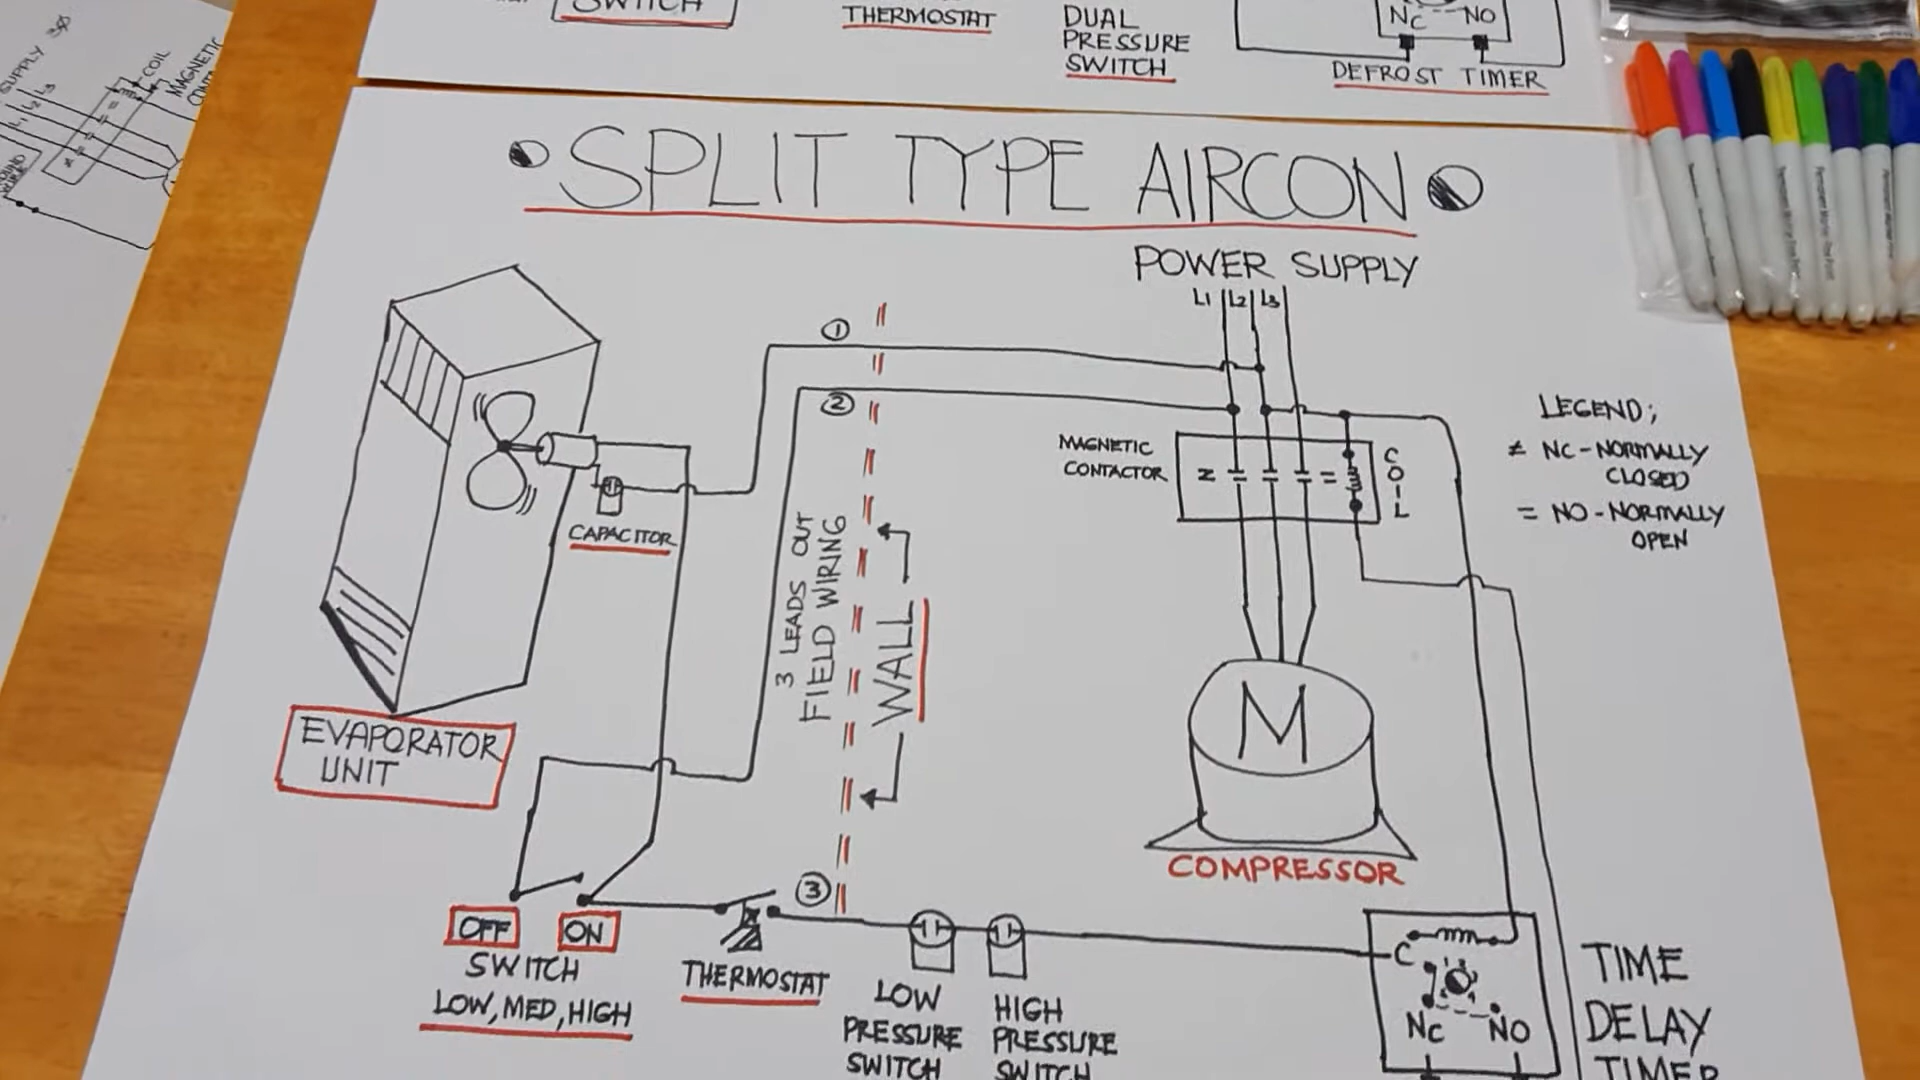 SWITCH
THERMOSTAT
DUAL
PRESSURE
SWITCH
NC NO
DEFROST TIMER
SUPPLY 3Ø
L1 L2 L3
COIL
MAGNETIC
SPLIT TYPE AIRCON
POWER SUPPLY
L1 L2 L3
1
2
MAGNETIC
CONTACTOR
COIL
LEGEND;
≠ NC-NORMALLY
CLOSED
= NO-NORMALLY
OPEN
CAPACITOR
3 LEADS OUT
FIELD WIRING
WALL
EVAPORATOR
UNIT
M
COMPRESSOR
3
OFF ON
SWITCH
LOW, MED, HIGH
THERMOSTAT
LOW
PRESSURE
SWITCH
HIGH
PRESSURE
SWITCH
C
NC NO
TIME
DELAY
TIMER